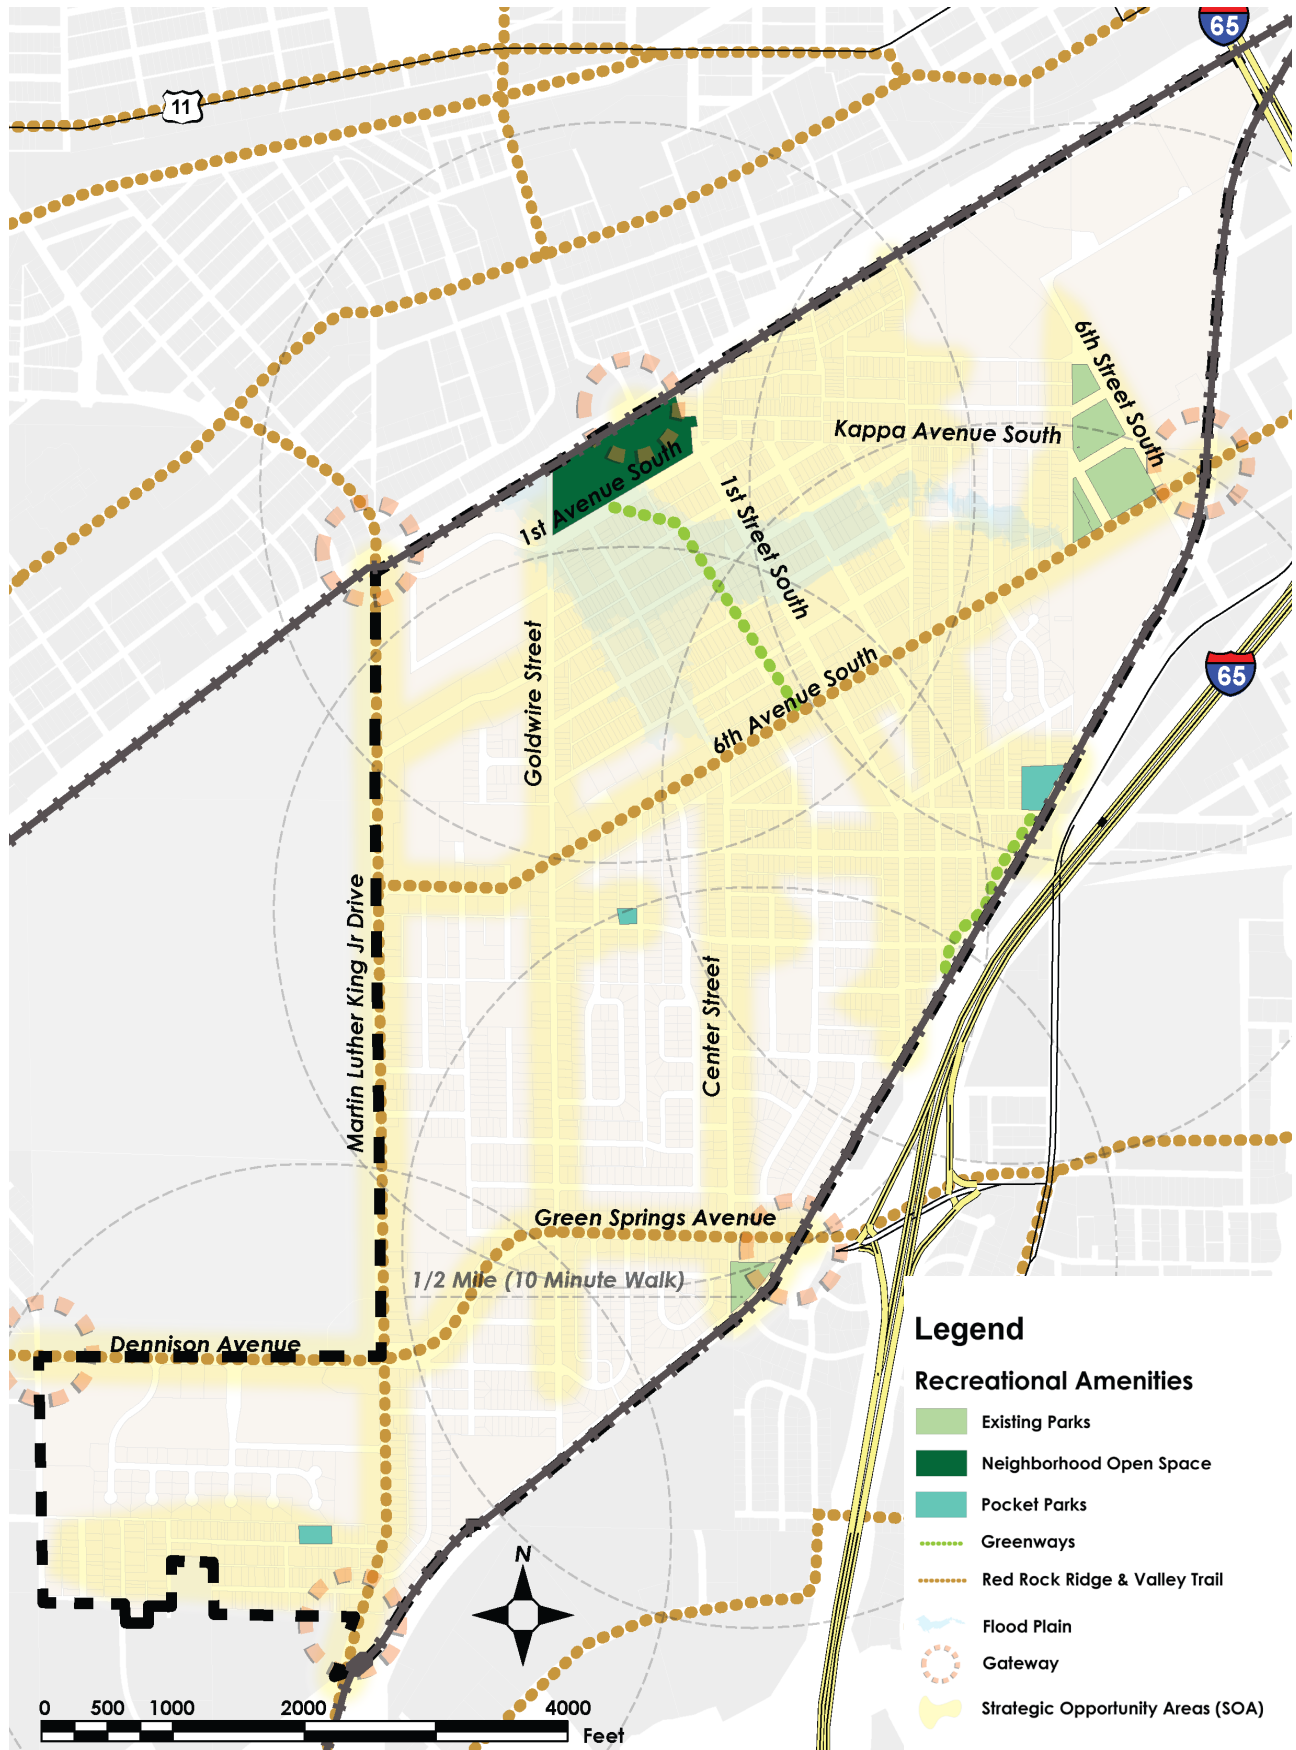 65
11
6th Street South
Kappa Avenue South
1st Avenue South
1st Street South
Goldwire Street
6th Avenue South
65
Martin Luther King Jr Drive
Center Street
Green Springs Avenue
1/2 Mile (10 Minute Walk)
Dennison Avenue
N
0 500 1000 2000 4000
Feet
Legend
Recreational Amenities
Existing Parks
Neighborhood Open Space
Pocket Parks
Greenways
Red Rock Ridge & Valley Trail
Flood Plain
Gateway
Strategic Opportunity Areas (SOA)